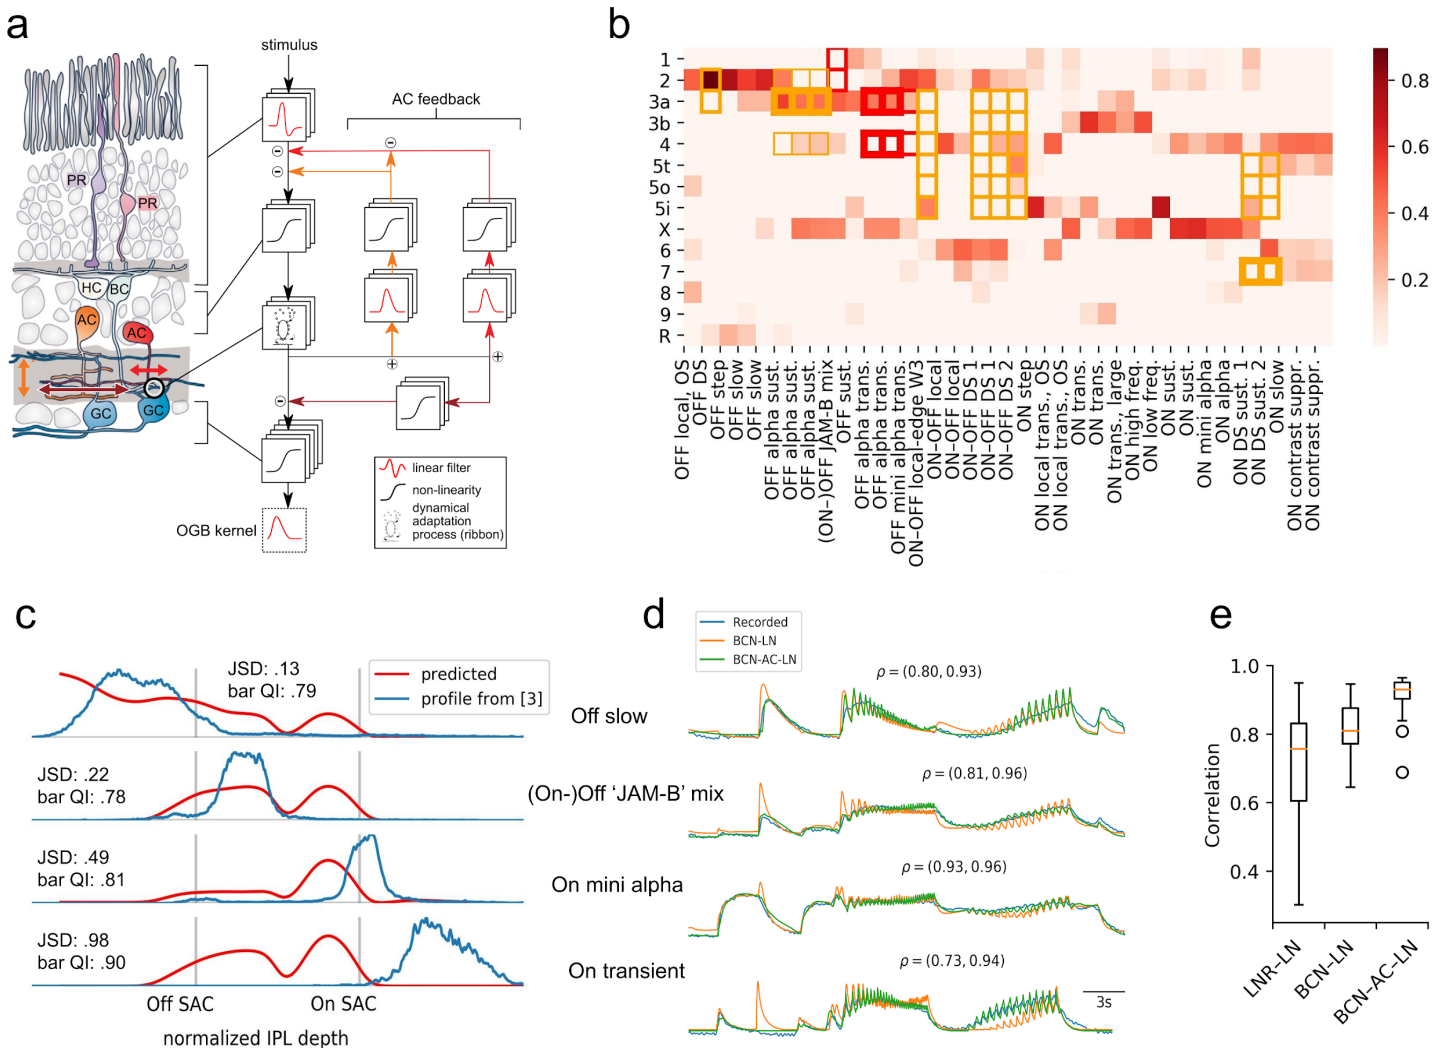 a
stimulus
AC feedback
PR
PR
HC
BC
AC
AC
GC
GC
linear filter
non-linearity
dynamical
adaptation
process (ribbon)
OGB kernel
b
1
2
3a
3b
4
5t
5o
5i
X
6
7
8
9
R
0.8
0.6
0.4
0.2
OFF local, OS
OFF DS
OFF step
OFF slow
OFF slow
OFF alpha sust.
OFF alpha sust.
OFF alpha sust.
(ON-)OFF JAM-B mix
OFF sust.
OFF alpha trans.
OFF alpha trans.
OFF mini alpha trans.
ON-OFF local-edge W3
ON-OFF local
ON-OFF local
ON-OFF DS 1
ON-OFF DS 1
ON-OFF DS 2
ON step
ON local trans., OS
ON local trans., OS
ON trans.
ON trans.
ON trans., large
ON high freq.
ON low freq.
ON sust.
ON sust.
ON mini alpha
ON alpha
ON DS sust. 1
ON DS sust. 2
ON slow
ON contrast suppr.
ON contrast suppr.
c
JSD: .13
bar QI: .79
predicted
profile from [3]
JSD: .22
bar QI: .78
JSD: .49
bar QI: .81
JSD: .98
bar QI: .90
Off SAC
On SAC
normalized IPL depth
d
Recorded
BCN-LN
BCN-AC-LN
ρ = (0.80, 0.93)
Off slow
ρ = (0.81, 0.96)
(On-)Off ‘JAM-B’ mix
ρ = (0.93, 0.96)
On mini alpha
ρ = (0.73, 0.94)
On transient
3s
e
1.0
0.8
0.6
0.4
Correlation
LNR-LN
BCN-LN
BCN-AC-LN